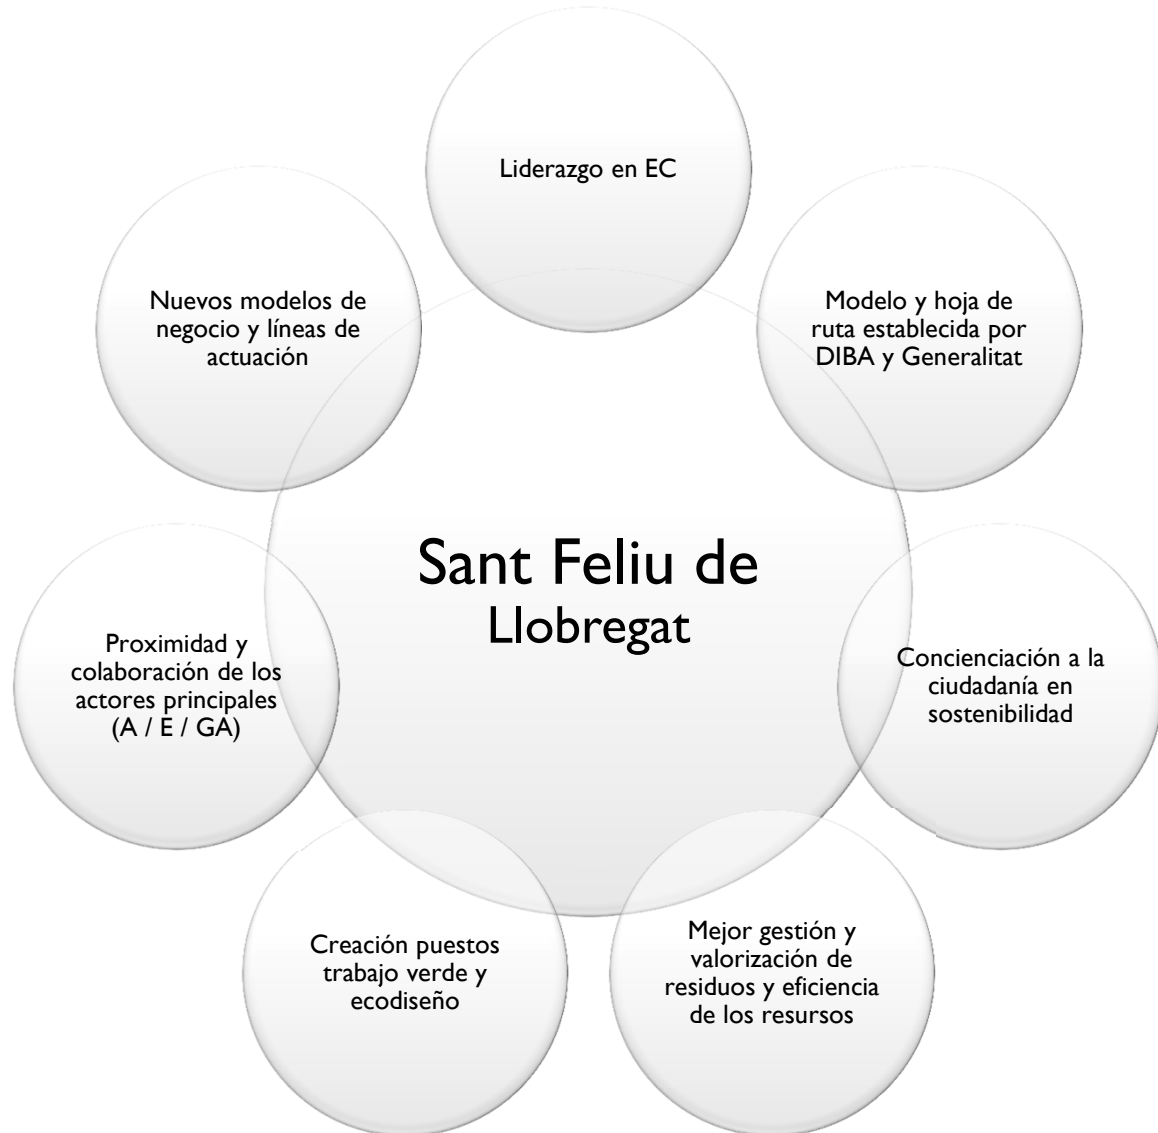 Liderazgo en EC
Nuevos modelos de
negocio y líneas de
actuación
Modelo y hoja de
ruta establecida por
DIBA y Generalitat
Sant Feliu de
Llobregat
Proximidad y
colaboración de los
actores principales
(A / E / GA)
Concienciación a la
ciudadanía en
sostenibilidad
Creación puestos
trabajo verde y
ecodiseño
Mejor gestión y
valorización de
residuos y eficiencia
de los resursos